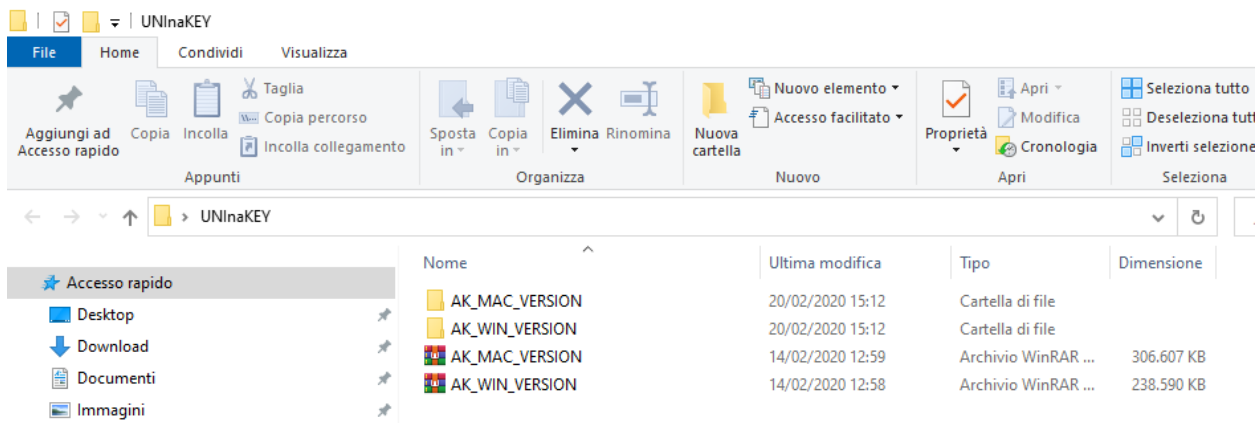 UNInaKEY
File Home Condividi Visualizza
Aggiungi ad Accesso rapido
Copia
Incolla
Taglia
Copia percorso
Incolla collegamento
Appunti
Sposta in
Copia in
Elimina
Rinomina
Organizza
Nuova cartella
Nuovo elemento
Accesso facilitato
Nuovo
Proprietà
Apri
Modifica
Cronologia
Apri
Seleziona tutto
Deseleziona tutt
Inverti selezione
Seleziona
UNInaKEY
Accesso rapido
Desktop
Download
Documenti
Immagini
Nome Ultima modifica Tipo Dimensione
AK_MAC_VERSION 20/02/2020 15:12 Cartella di file
AK_WIN_VERSION 20/02/2020 15:12 Cartella di file
AK_MAC_VERSION 14/02/2020 12:59 Archivio WinRAR ... 306.607 KB
AK_WIN_VERSION 14/02/2020 12:58 Archivio WinRAR ... 238.590 KB